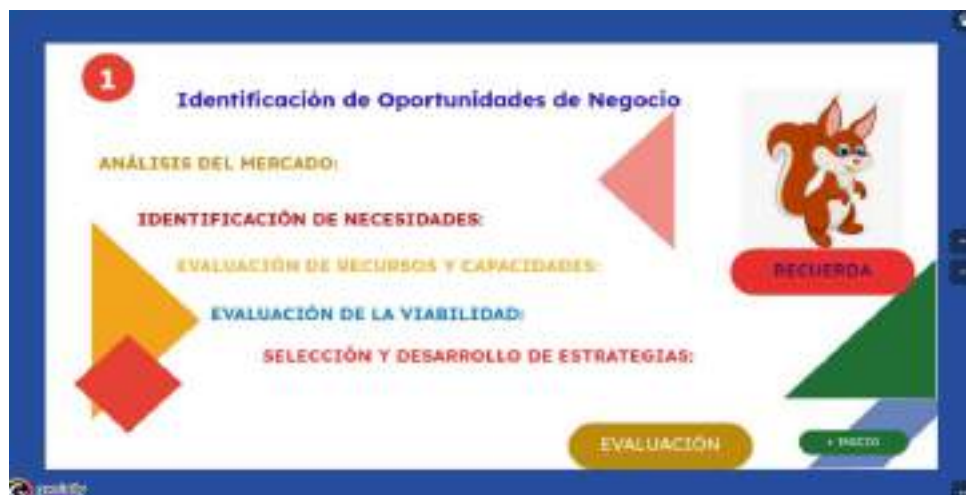 1
Identificación de Oportunidades de Negocio
ANÁLISIS DEL MERCADO:
IDENTIFICACIÓN DE NECESIDADES:
EVALUACIÓN DE RECURSOS Y CAPACIDADES:
EVALUACIÓN DE LA VIABILIDAD:
SELECCIÓN Y DESARROLLO DE ESTRATEGIAS:
RECUERDA
EVALUACIÓN
INICIO